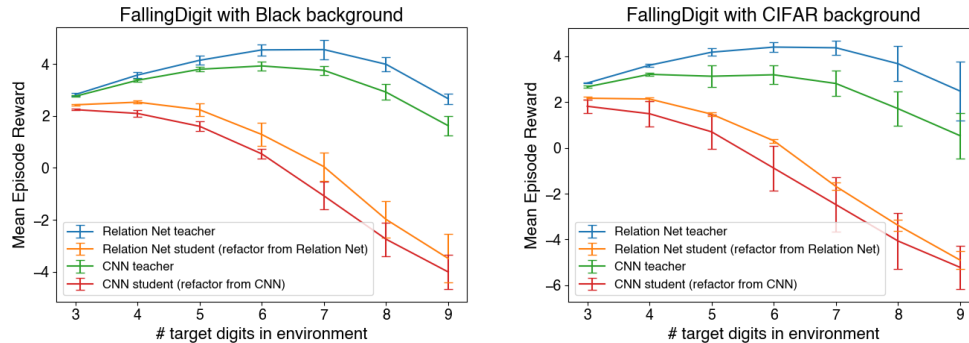 FallingDigit with Black background
Mean Episode Reward
4
2
0
−2
−4
Relation Net teacher
Relation Net student (refactor from Relation Net)
CNN teacher
CNN student (refactor from CNN)
3 4 5 6 7 8 9
# target digits in environment
FallingDigit with CIFAR background
Mean Episode Reward
4
2
0
−2
−4
−6
Relation Net teacher
Relation Net student (refactor from Relation Net)
CNN teacher
CNN student (refactor from CNN)
3 4 5 6 7 8 9
# target digits in environment